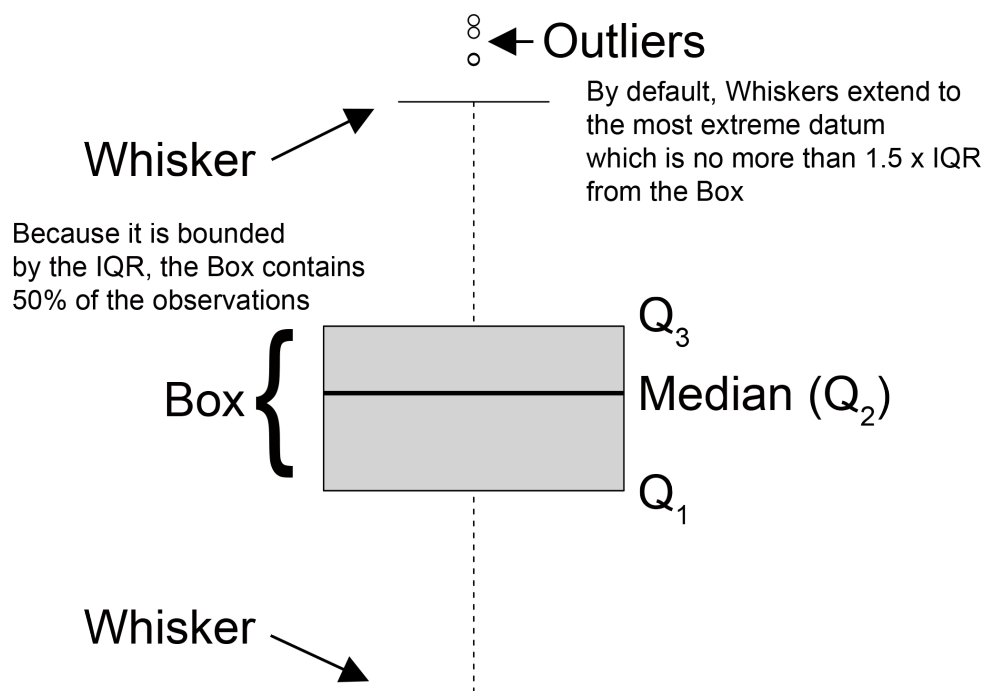 Outliers
By default, Whiskers extend to
the most extreme datum
which is no more than 1.5 x IQR
from the Box
Whisker
Because it is bounded
by the IQR, the Box contains
50% of the observations
Q3
Box {
Median (Q2)
Q1
Whisker